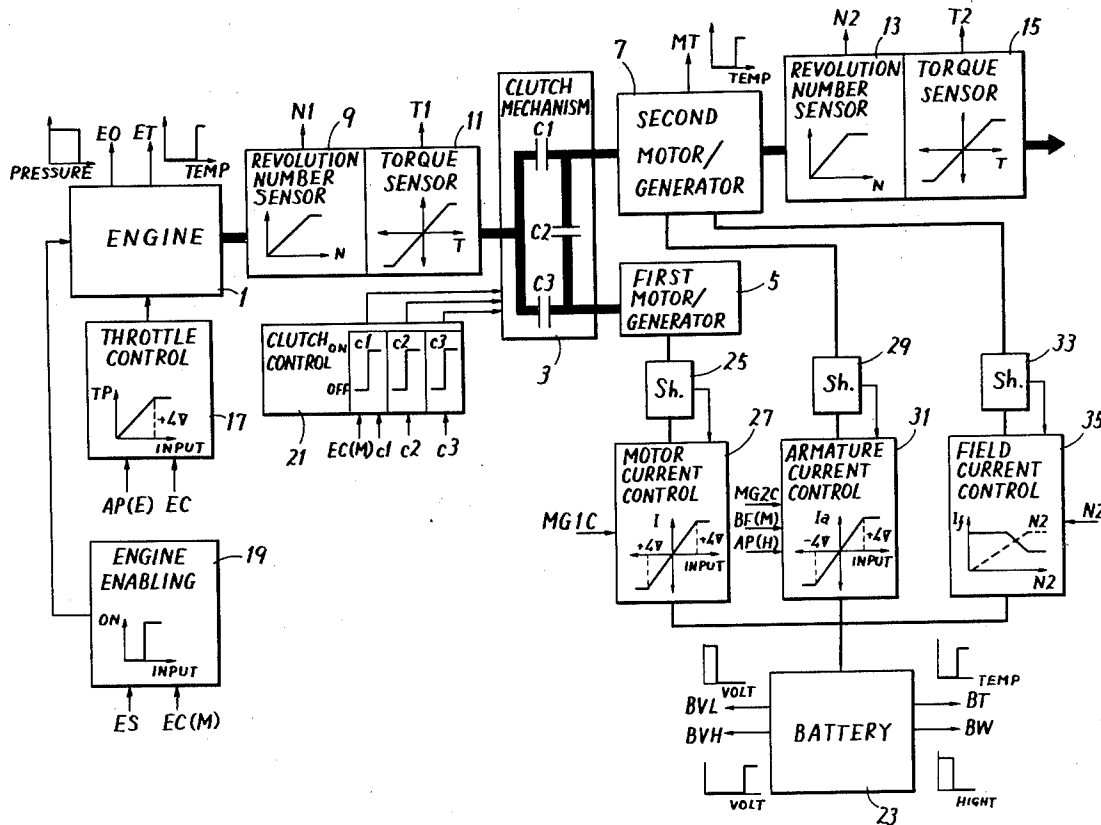 N2
T2
13
15
7
MT
TEMP
REVOLUTION
NUMBER
SENSOR
N
TORQUE
SENSOR
T
CLUTCH
MECHANISM
C1
C2
C3
3
SECOND
MOTOR/
GENERATOR
N1
9
T1
11
EO
ET
PRESSURE
TEMP
REVOLUTION
NUMBER
SENSOR
N
TORQUE
SENSOR
T
ENGINE
1
FIRST
MOTOR/
GENERATOR
5
THROTTLE
CONTROL
TP
+4V
INPUT
17
AP(E)
EC
CLUTCH
CONTROL
ON
OFF
c1
c2
c3
21
EC(M)
c1
c2
c3
Sh.
25
Sh.
29
Sh.
33
MOTOR
CURRENT
CONTROL
I
+4V
+4V
INPUT
27
MG1C
ARMATURE
CURRENT
CONTROL
Ia
-4V
+4V
INPUT
31
MG2C
BF(M)
AP(H)
FIELD
CURRENT
CONTROL
If
N2
N2
35
N2
ENGINE
ENABLING
ON
INPUT
19
ES
EC(M)
VOLT
BVL
BVH
VOLT
BATTERY
23
TEMP
BT
BW
HIGHT